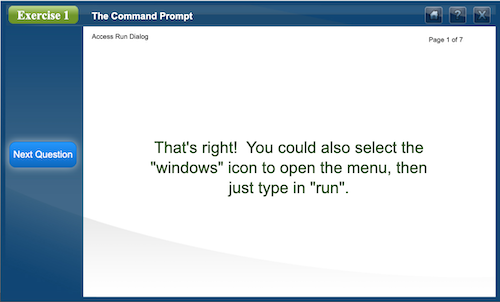 Exercise 1
The Command Prompt
?
X
Access Run Dialog
Page 1 of 7
Next Question
That's right!  You could also select the
"windows" icon to open the menu, then
just type in "run".